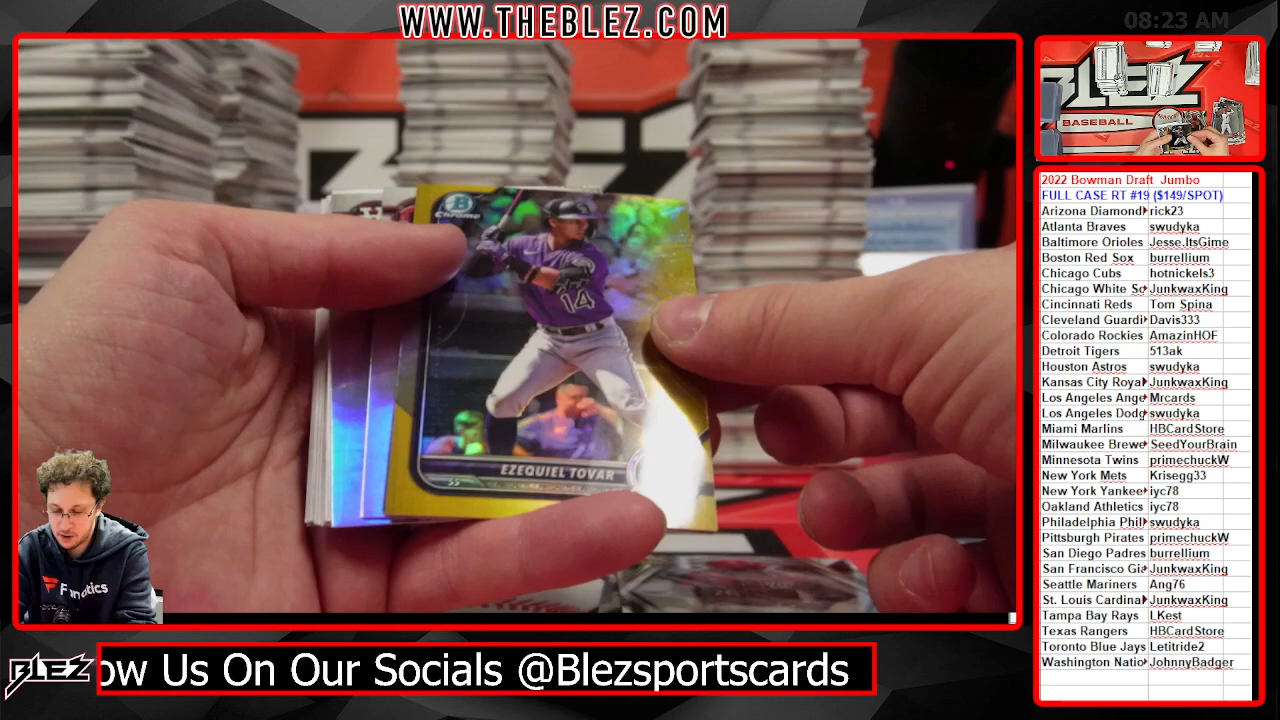 WWW.THEBLEZ.COM
08:23 AM
BLEZ
BASEBALL
Chrome
14
EZEQUIEL TOVAR
SS
2022 Bowman Draft Jumbo
FULL CASE RT #19 ($149/SPOT)
Arizona Diamond rick23
Atlanta Braves swudyka
Baltimore Orioles Jesse.ItsGime
Boston Red Sox burrellium
Chicago Cubs hotnickels3
Chicago White So JunkwaxKing
Cincinnati Reds Tom Spina
Cleveland Guardi Davis333
Colorado Rockies AmazinHOF
Detroit Tigers 513ak
Houston Astros swudyka
Kansas City Royal JunkwaxKing
Los Angeles Ange Mrcards
Los Angeles Dodg swudyka
Miami Marlins HBCardStore
Milwaukee Brewe SeedYourBrain
Minnesota Twins primechuckW
New York Mets Krisegg33
New York Yankee iyc78
Oakland Athletics iyc78
Philadelphia Phil swudyka
Pittsburgh Pirates primechuckW
San Diego Padres burrellium
San Francisco Gia JunkwaxKing
Seattle Mariners Ang76
St. Louis Cardinal JunkwaxKing
Tampa Bay Rays LKest
Texas Rangers HBCardStore
Toronto Blue Jays Letitride2
Washington Natio JohnnyBadger
Fanatics
BLEZ
ow Us On Our Socials @Blezsportscards